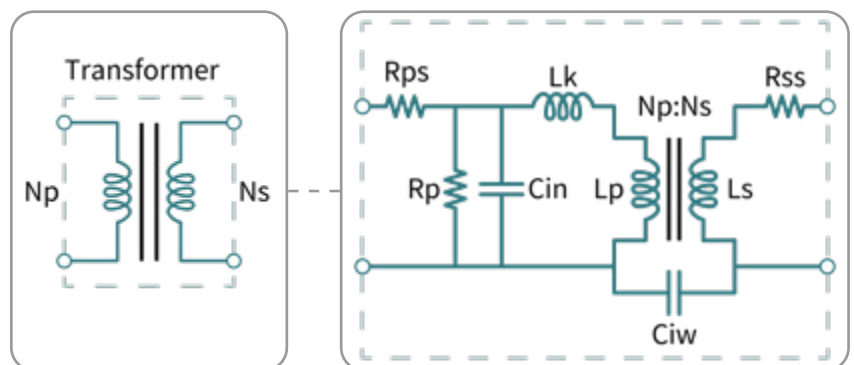 Transformer
Np
Ns
Rps
Lk
Rss
Np:Ns
Rp
Cin
Lp
Ls
Ciw